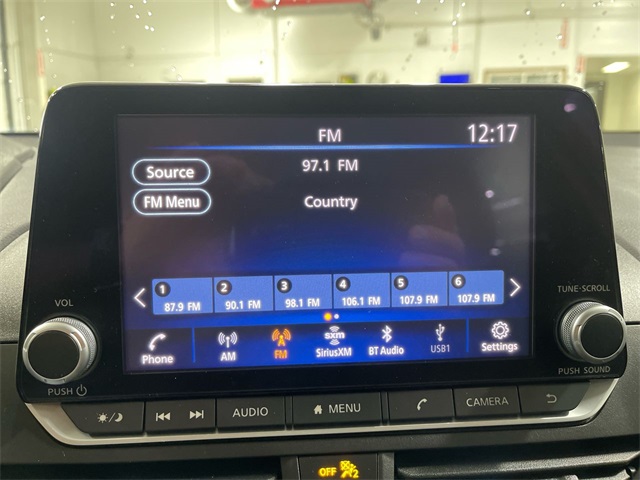 FM 12:17
Source 97.1 FM
FM Menu Country
1 2 3 4 5 6
87.9 FM 90.1 FM 98.1 FM 106.1 FM 107.9 FM 107.9 FM
VOL TUNE·SCROLL
Phone AM FM sxm SiriusXM BT Audio USB1 Settings
PUSH PUSH SOUND
AUDIO MENU CAMERA
OFF 2